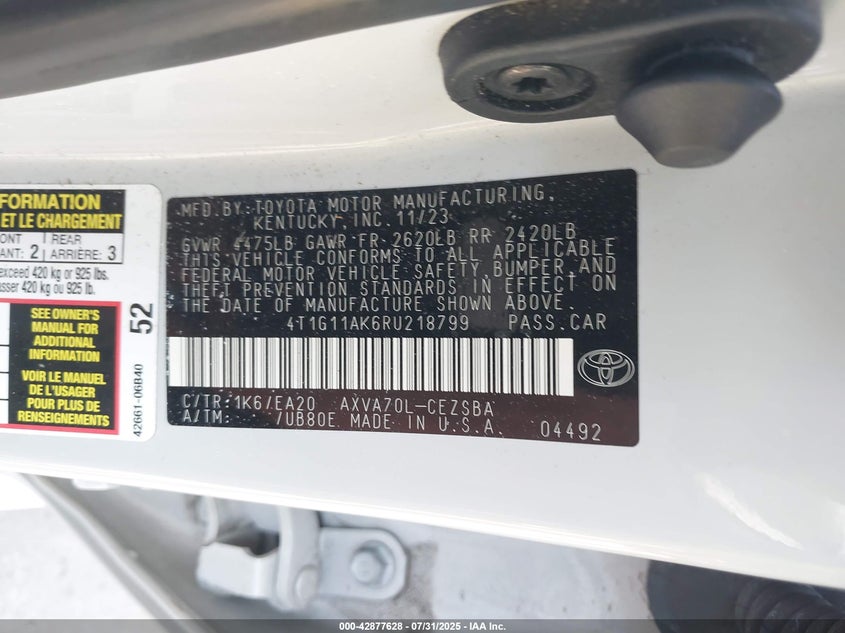 FORMATION
ET LE CHARGEMENT
ONT 2 REAR 3
ANT: ARRIÈRE:
exceed 420 kg or 925 lbs.
asser 420 kg ou 925 lb.
SEE OWNER'S
MANUAL FOR
ADDITIONAL
INFORMATION
VOIR LE MANUEL
DE L'USAGER
POUR PLUS DE
RENSEIGNEMENTS
52
42661-06B40
MFD.BY:TOYOTA MOTOR MANUFACTURING,
KENTUCKY,INC.11/23
GVWR 4475LB GAWR FR 2620LB RR 2420LB
THIS VEHICLE CONFORMS TO ALL APPLICABLE
FEDERAL MOTOR VEHICLE SAFETY,BUMPER,AND
THEFT PREVENTION STANDARDS IN EFFECT ON
THE DATE OF MANUFACTURE SHOWN ABOVE.
4T1G11AK6RU218799 PASS.CAR
C/TR:1K6/EA20 AXVA70L-CEZSBA
A/TM: 7UB80E MADE IN U.S.A. 04492
000-42877628 - 07/31/2025 - IAA Inc.